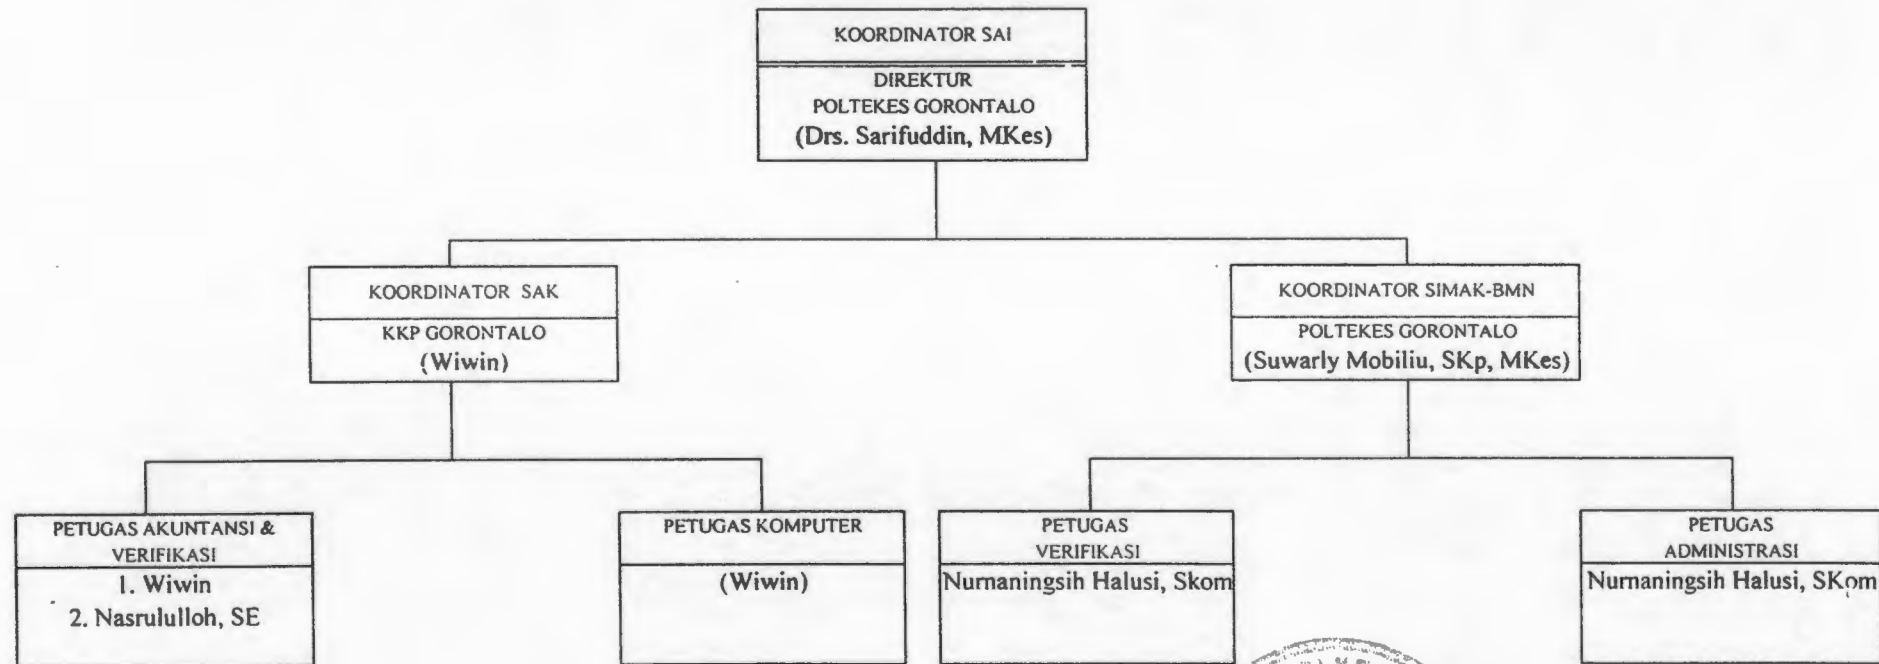 KOORDINATOR SAI
DIREKTUR
POLTEKES GORONTALO
(Drs. Sarifuddin, MKes)
KOORDINATOR SAK
KKP GORONTALO
(Wiwin)
KOORDINATOR SIMAK-BMN
POLTEKES GORONTALO
(Suwarly Mobiliu, SKp, MKes)
PETUGAS AKUNTANSI &
VERIFIKASI
1. Wiwin
2. Nasrululloh, SE
PETUGAS KOMPUTER
(Wiwin)
PETUGAS
VERIFIKASI
Nurnaningsih Halusi, Skom
PETUGAS
ADMINISTRASI
Nurnaningsih Halusi, SKom